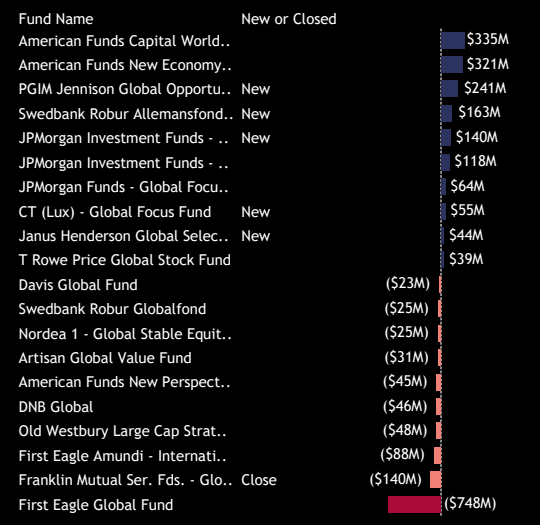 Fund Name New or Closed
American Funds Capital World.. $335M
American Funds New Economy.. $321M
PGIM Jennison Global Opportu.. New $241M
Swedbank Robur Allemansfond.. New $163M
JPMorgan Investment Funds - .. New $140M
JPMorgan Investment Funds - .. $118M
JPMorgan Funds - Global Focu.. $64M
CT (Lux) - Global Focus Fund New $55M
Janus Henderson Global Selec.. New $44M
T Rowe Price Global Stock Fund $39M
Davis Global Fund ($23M)
Swedbank Robur Globalfond ($25M)
Nordea 1 - Global Stable Equit.. ($25M)
Artisan Global Value Fund ($31M)
American Funds New Perspect.. ($45M)
DNB Global ($46M)
Old Westbury Large Cap Strat.. ($48M)
First Eagle Amundi - Internati.. ($88M)
Franklin Mutual Ser. Fds. - Glo.. Close ($140M)
First Eagle Global Fund ($748M)